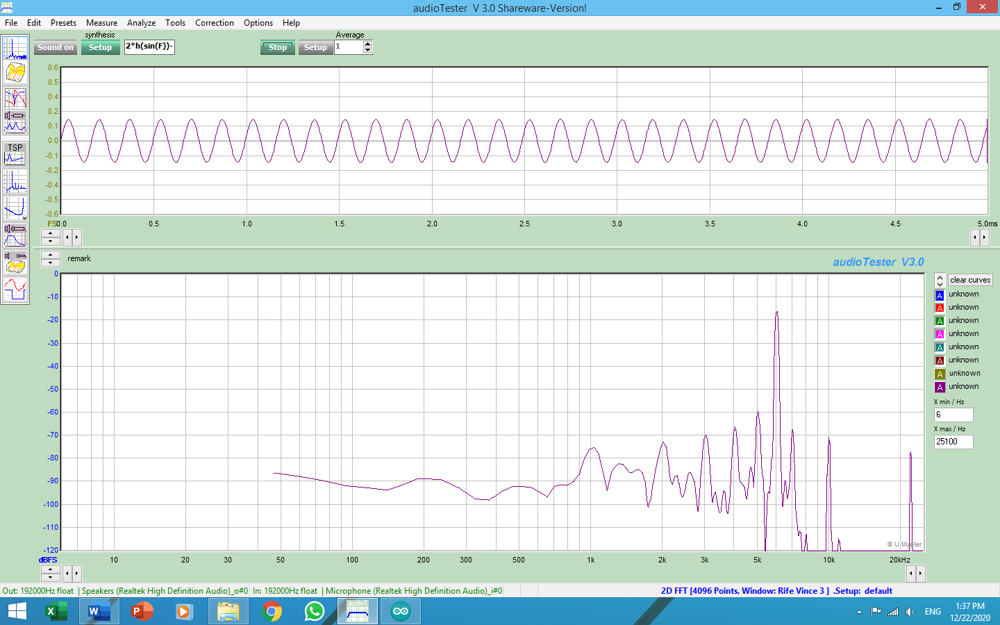 audioTester V 3.0 Shareware-Version!
File Edit Presets Measure Analyze Tools Correction Options Help
synthesis Average
Sound on Setup 2*h(sin(F))- Stop Setup 1
0.6
0.5
0.4
0.2
0.1
0.0
-0.1
-0.2
-0.4
-0.5
-0.6
FS0.0 0.5 1.0 1.5 2.0 2.5 3.0 3.5 4.0 4.5 5.0ms
TSP
remark
audioTester V3.0
0
-10
-20
-30
-40
-50
-60
-70
-80
-90
-100
-110
-120
clear curves
A unknown
A unknown
A unknown
A unknown
A unknown
A unknown
A unknown
A unknown
X min / Hz
6
X max / Hz
25100
© U.Mueller
dBFS 10 20 30 50 100 200 300 500 1k 2k 3k 5k 10k 20kHz
Out: 192000Hz float | Speakers (Realtek High Definition Audio)_o#0 In: 192000Hz float | Microphone (Realtek High Definition Audio)_i#0 2D FFT [4096 Points, Window: Rife Vince 3 ] .Setup: default
audioT
ENG
1:37 PM
12/22/2020